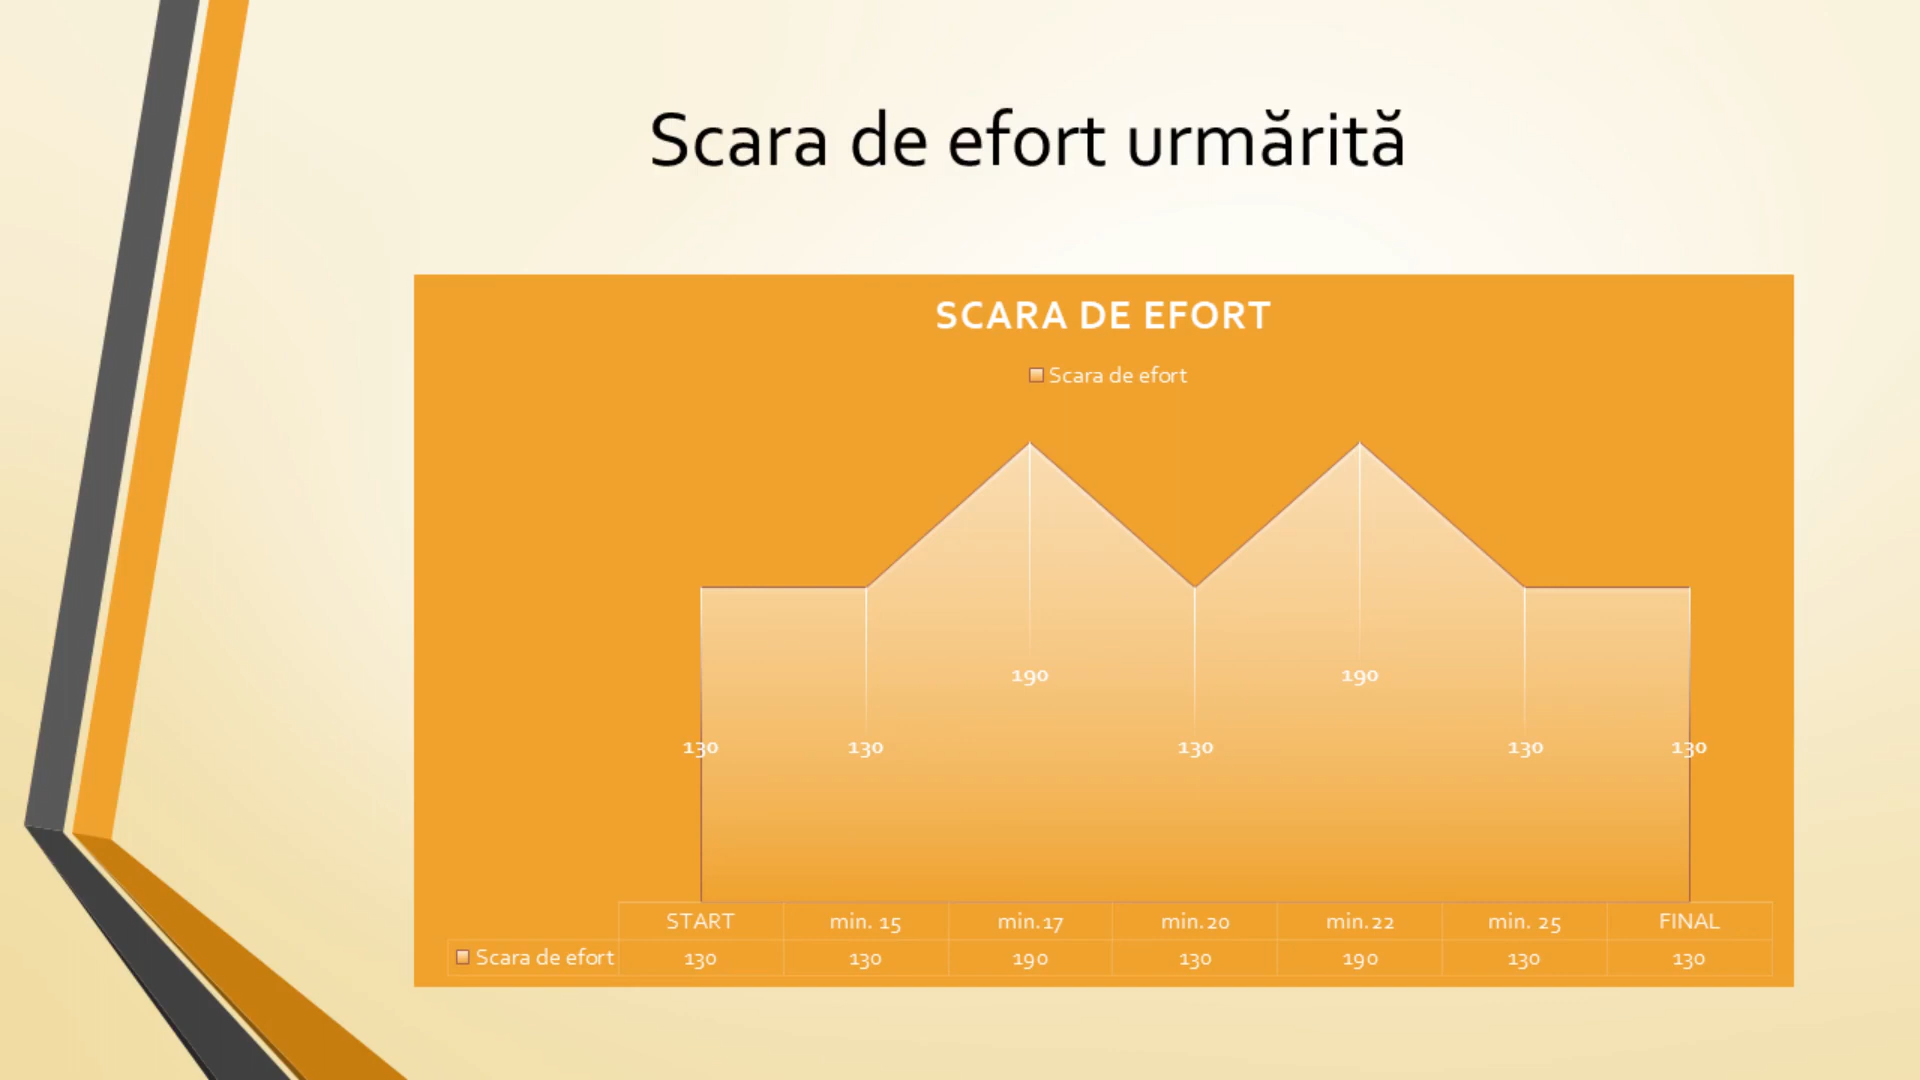 Scara de efort urmărită
SCARA DE EFORT
Scara de efort
190 190
130 130 130 130 130
START min. 15 min.17 min.20 min.22 min. 25 FINAL
Scara de efort 130 130 190 130 190 130 130